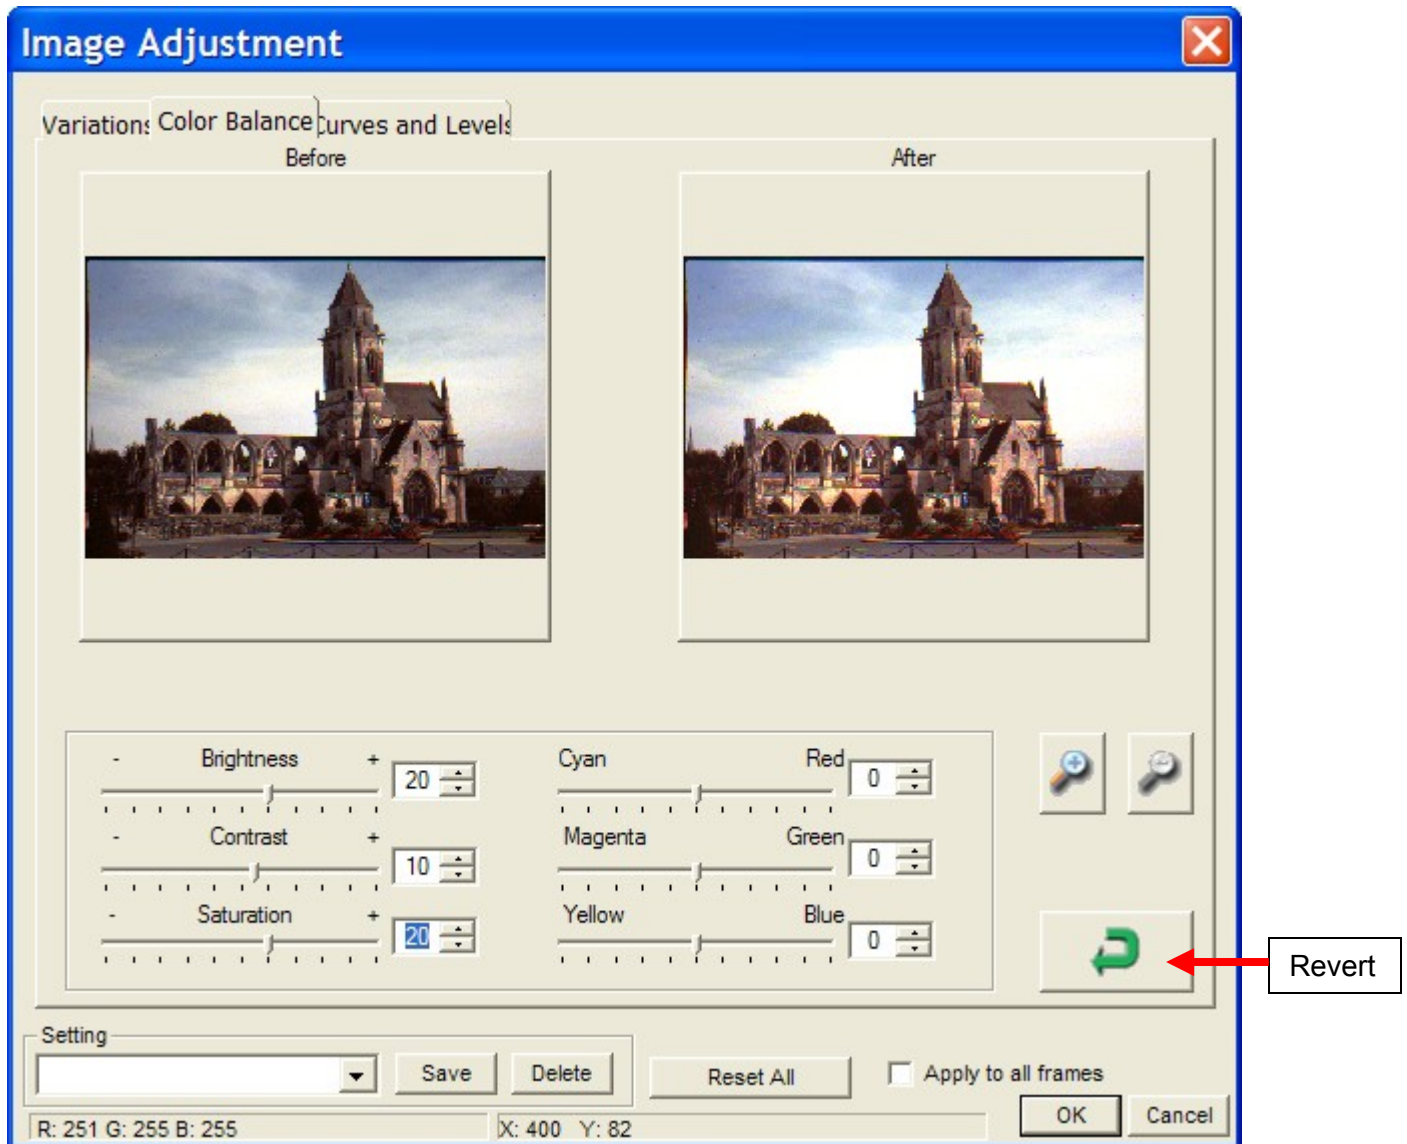 Image Adjustment
Variations Color Balance Curves and Levels
Before After
- Brightness + 20 Cyan Red 0
- Contrast + 10 Magenta Green 0
- Saturation + 20 Yellow Blue 0
Revert
Setting
Save Delete Reset All Apply to all frames
OK Cancel
R: 251 G: 255 B: 255 X: 400 Y: 82